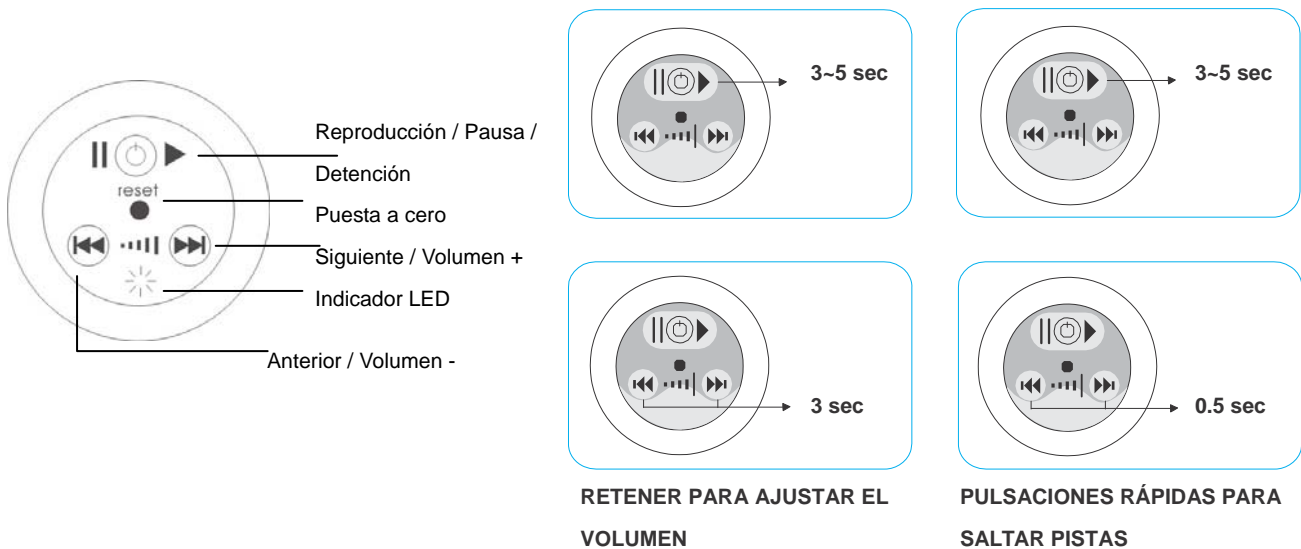 Reproducción / Pausa /
Detención
reset
Puesta a cero
Siguiente / Volumen +
Indicador LED
Anterior / Volumen -
3~5 sec
3~5 sec
3 sec
0.5 sec
RETENER PARA AJUSTAR EL
VOLUMEN
PULSACIONES RÁPIDAS PARA
SALTAR PISTAS